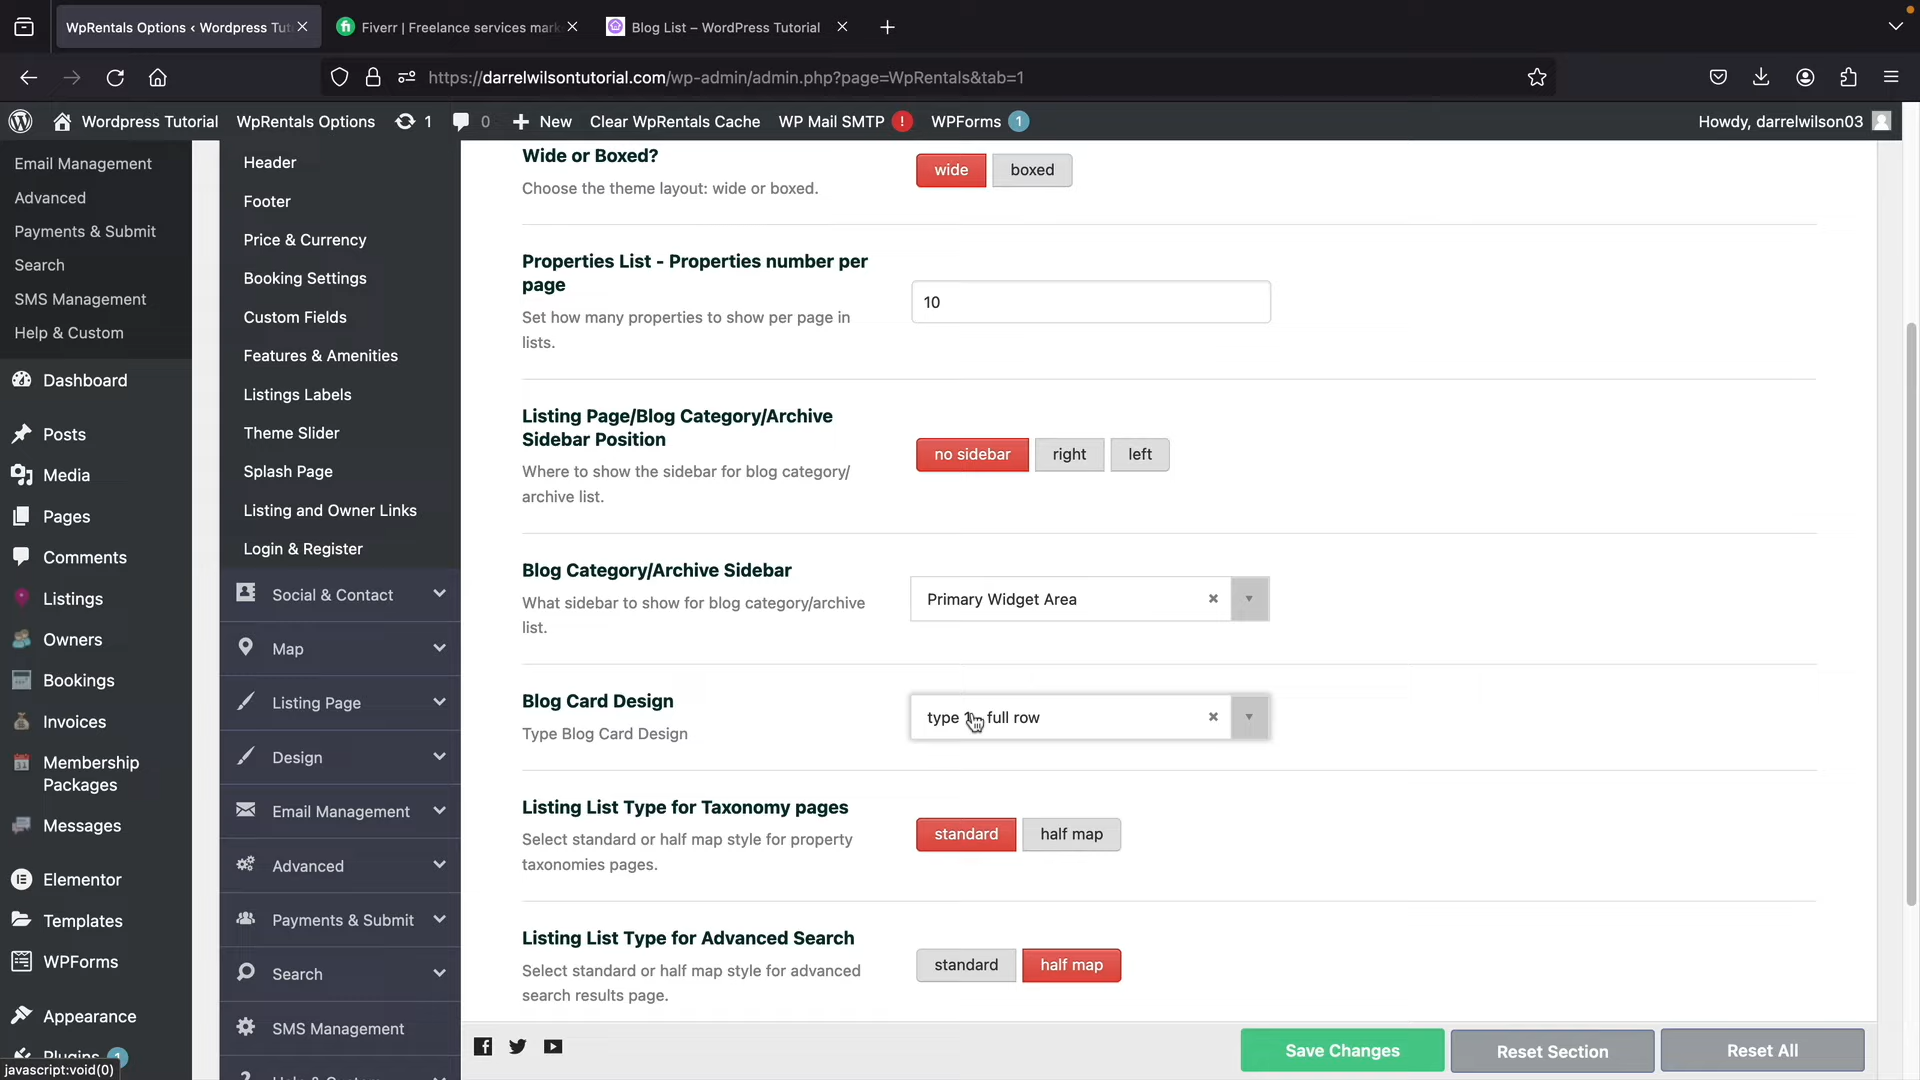 WpRentals Options ‹ Wordpress Tut
Fiverr | Freelance services mark
Blog List – WordPress Tutorial
https://darrelwilsontutorial.com/wp-admin/admin.php?page=WpRentals&tab=1
Wordpress Tutorial
WpRentals Options
1
0
New
Clear WpRentals Cache
WP Mail SMTP !
WPForms 1
Howdy, darrelwilson03
Email Management
Advanced
Payments & Submit
Search
SMS Management
Help & Custom
Dashboard
Posts
Media
Pages
Comments
Listings
Owners
Bookings
Invoices
Membership
Packages
Messages
Elementor
Templates
WPForms
Appearance
Plugins 1
javascript:void(0)
Header
Footer
Price & Currency
Booking Settings
Custom Fields
Features & Amenities
Listings Labels
Theme Slider
Splash Page
Listing and Owner Links
Login & Register
Social & Contact
Map
Listing Page
Design
Email Management
Advanced
Payments & Submit
Search
SMS Management
Wide or Boxed?
Choose the theme layout: wide or boxed.
wide
boxed
Properties List - Properties number per
page
Set how many properties to show per page in
lists.
10
Listing Page/Blog Category/Archive
Sidebar Position
Where to show the sidebar for blog category/
archive list.
no sidebar
right
left
Blog Category/Archive Sidebar
What sidebar to show for blog category/archive
list.
Primary Widget Area
Blog Card Design
Type Blog Card Design
type 1 full row
Listing List Type for Taxonomy pages
Select standard or half map style for property
taxonomies pages.
standard
half map
Listing List Type for Advanced Search
Select standard or half map style for advanced
search results page.
standard
half map
Save Changes
Reset Section
Reset All